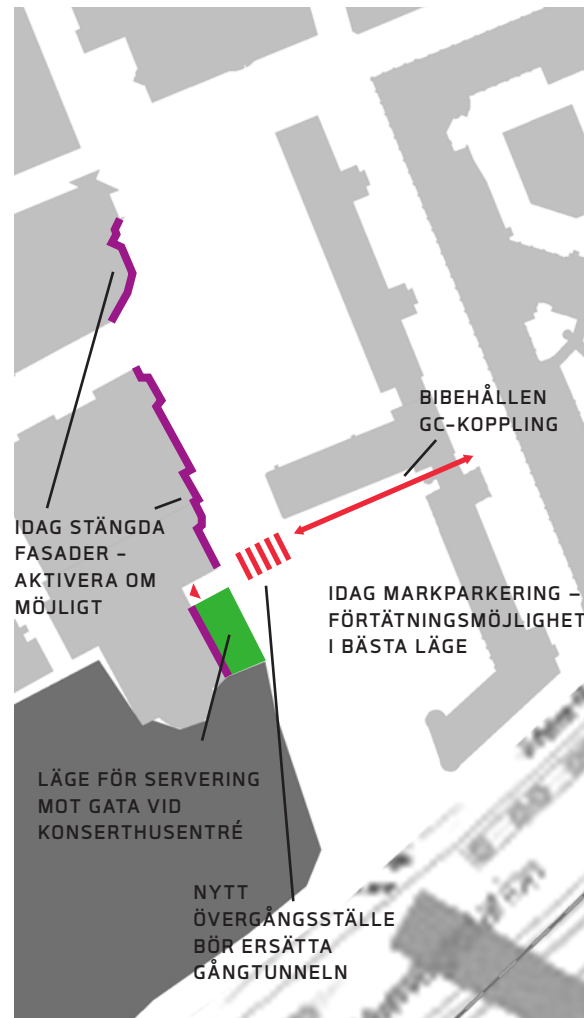 BIBEHÅLLEN
GC-KOPPLING
IDAG STÄNGDA
FASADER –
AKTIVERA OM
MÖJLIGT
IDAG MARKPARKERING –
FÖRTÄTNINGSMÖJLIGHET
I BÄSTA LÄGE
LÄGE FÖR SERVERING
MOT GATA VID
KONSERTHUSENTRÉ
NYTT
ÖVERGÅNGSSTÄLLE
BÖR ERSÄTTA
GÅNGTUNNELN